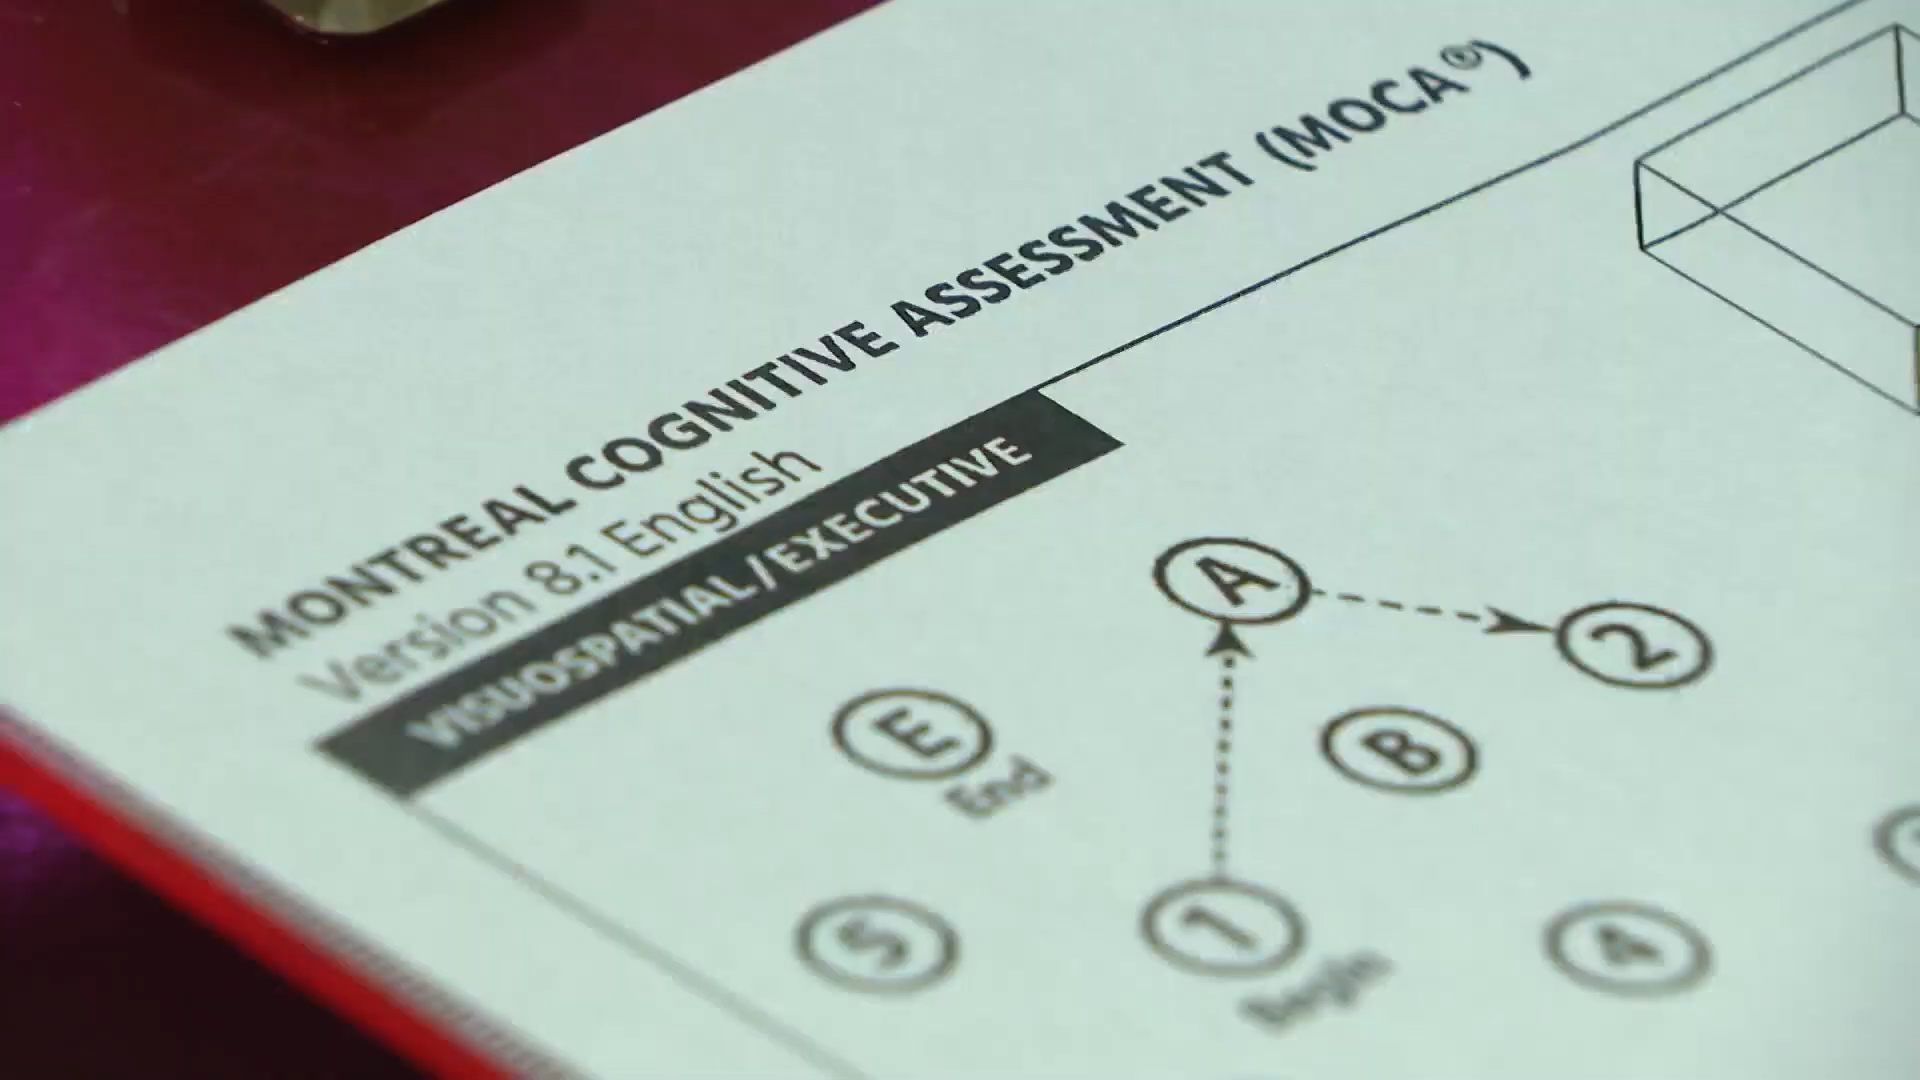 MONTREAL COGNITIVE ASSESSMENT (MOCA®)
Version 8.1 English
VISUOSPATIAL/EXECUTIVE
A
2
E
End
B
5
1
Begin
4